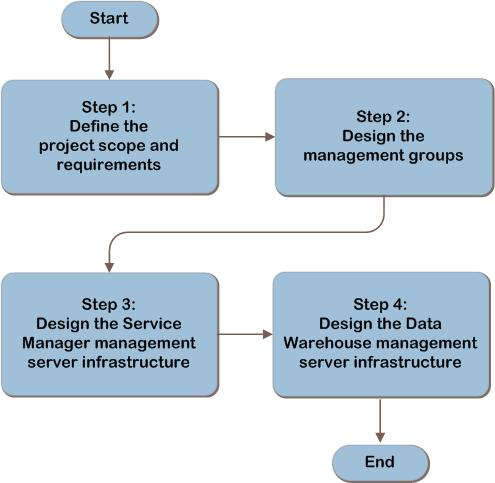 Start
Step 1:
Define the
project scope and
requirements
Step 2:
Design the
management groups
Step 3:
Design the Service
Manager management
server infrastructure
Step 4:
Design the Data
Warehouse management
server infrastructure
End